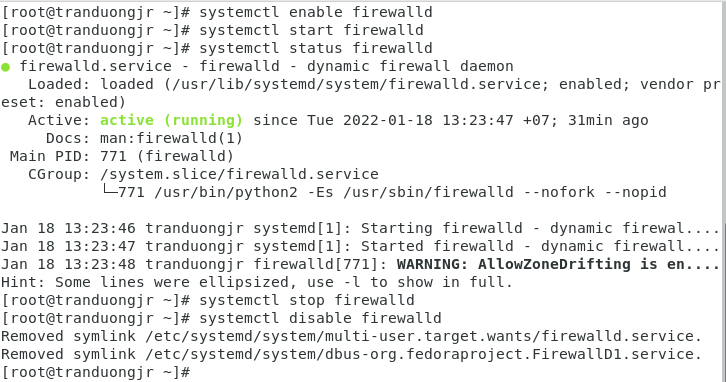 [root@tranduongjr ~]# systemctl enable firewalld
[root@tranduongjr ~]# systemctl start firewalld
[root@tranduongjr ~]# systemctl status firewalld
● firewalld.service - firewalld - dynamic firewall daemon
   Loaded: loaded (/usr/lib/systemd/system/firewalld.service; enabled; vendor pr
eset: enabled)
   Active: active (running) since Tue 2022-01-18 13:23:47 +07; 31min ago
     Docs: man:firewalld(1)
 Main PID: 771 (firewalld)
   CGroup: /system.slice/firewalld.service
           └─771 /usr/bin/python2 -Es /usr/sbin/firewalld --nofork --nopid

Jan 18 13:23:46 tranduongjr systemd[1]: Starting firewalld - dynamic firewal....
Jan 18 13:23:47 tranduongjr systemd[1]: Started firewalld - dynamic firewall....
Jan 18 13:23:48 tranduongjr firewalld[771]: WARNING: AllowZoneDrifting is en....
Hint: Some lines were ellipsized, use -l to show in full.
[root@tranduongjr ~]# systemctl stop firewalld
[root@tranduongjr ~]# systemctl disable firewalld
Removed symlink /etc/systemd/system/multi-user.target.wants/firewalld.service.
Removed symlink /etc/systemd/system/dbus-org.fedoraproject.FirewallD1.service.
[root@tranduongjr ~]#